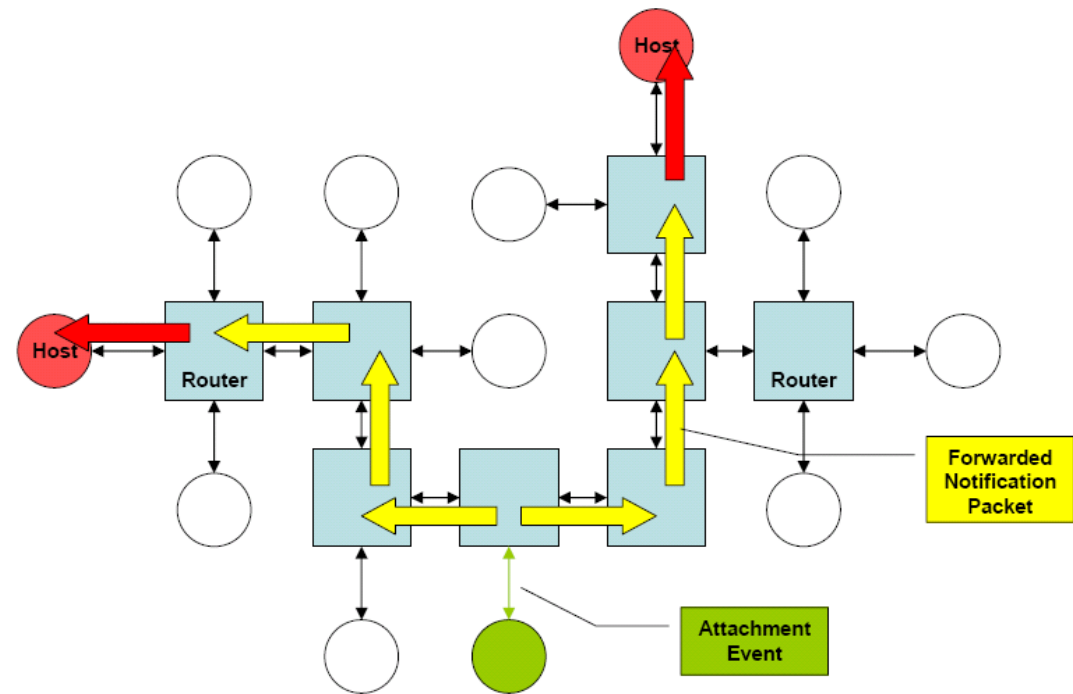 Host
Host
Router
Router
Forwarded
Notification
Packet
Attachment
Event